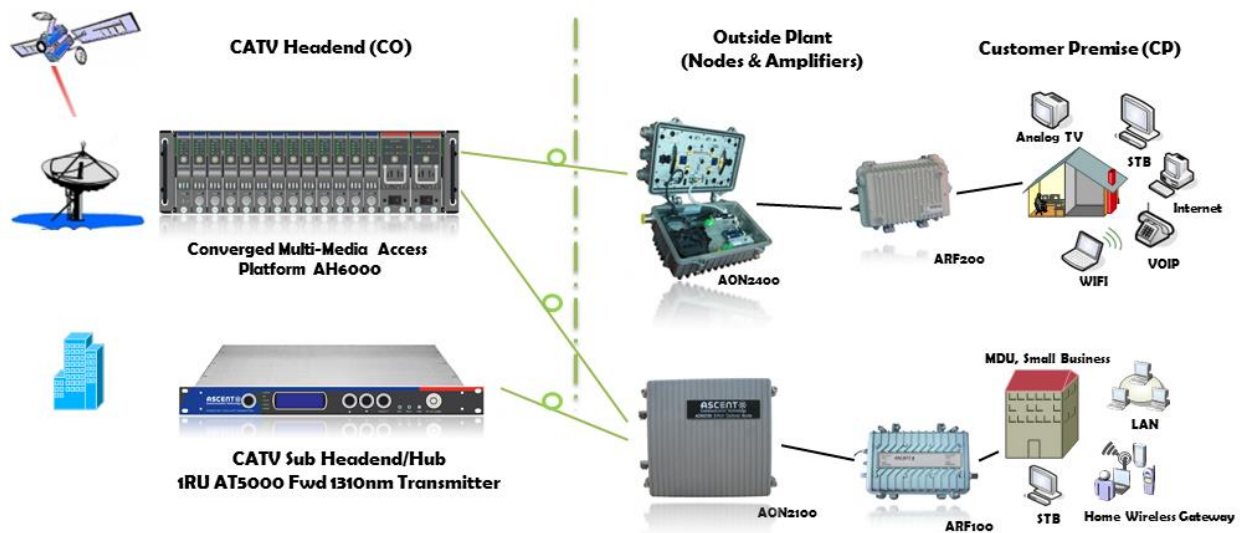 CATV Headend (CO)
Outside Plant
(Nodes & Amplifiers)
Customer Premise (CP)
Analog TV
STB
Internet
VOIP
WIFI
Converged Multi-Media Access
Platform AH6000
AON2400
ARF200
MDU, Small Business
LAN
ASCENT
ASCENT
CATV Sub Headend/Hub
1RU AT5000 Fwd 1310nm Transmitter
AON2100
ARF100
STB
Home Wireless Gateway